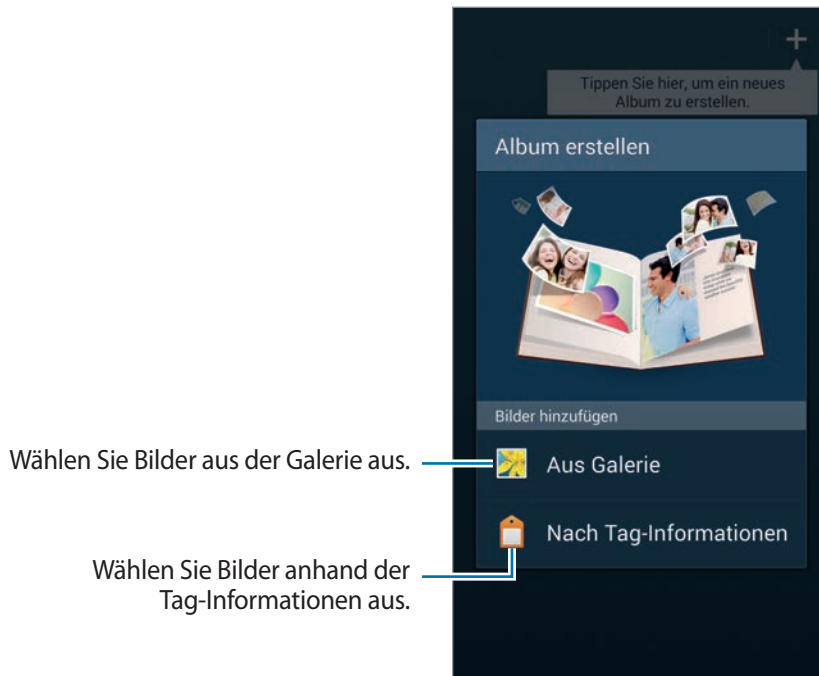 Tippen Sie hier, um ein neues
Album zu erstellen.
Album erstellen
Bilder hinzufügen
Wählen Sie Bilder aus der Galerie aus.
Aus Galerie
Nach Tag-Informationen
Wählen Sie Bilder anhand der
Tag-Informationen aus.